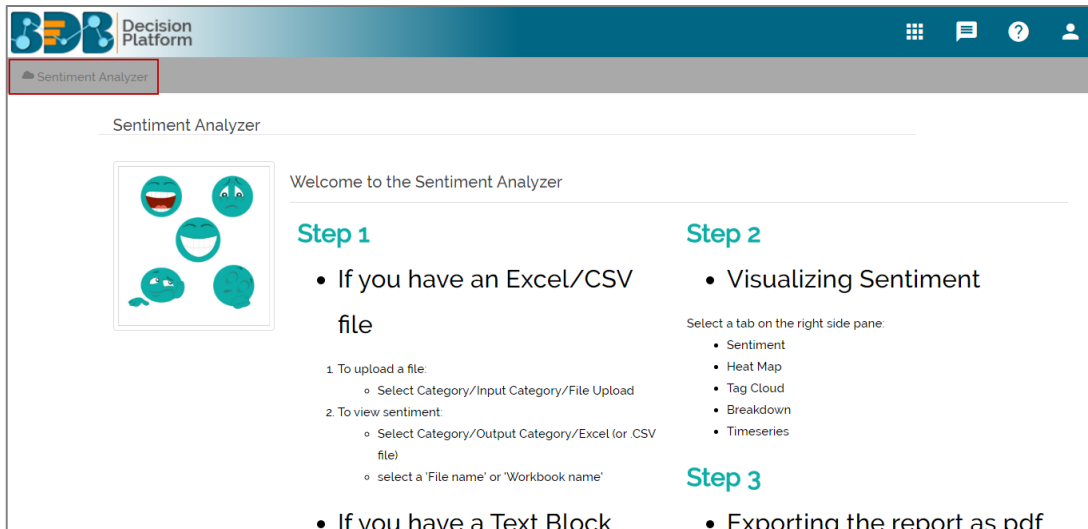 BDB Decision
Platform
Sentiment Analyzer
Sentiment Analyzer
Welcome to the Sentiment Analyzer
Step 1
• If you have an Excel/CSV
file
1. To upload a file:
Select Category/Input Category/File Upload
2. To view sentiment:
Select Category/Output Category/Excel (or .CSV
file)
select a 'File name' or 'Workbook name'
• If you have a Text Block
Step 2
• Visualizing Sentiment
Select a tab on the right side pane:
• Sentiment
• Heat Map
• Tag Cloud
• Breakdown
• Timeseries
Step 3
• Exporting the report as pdf